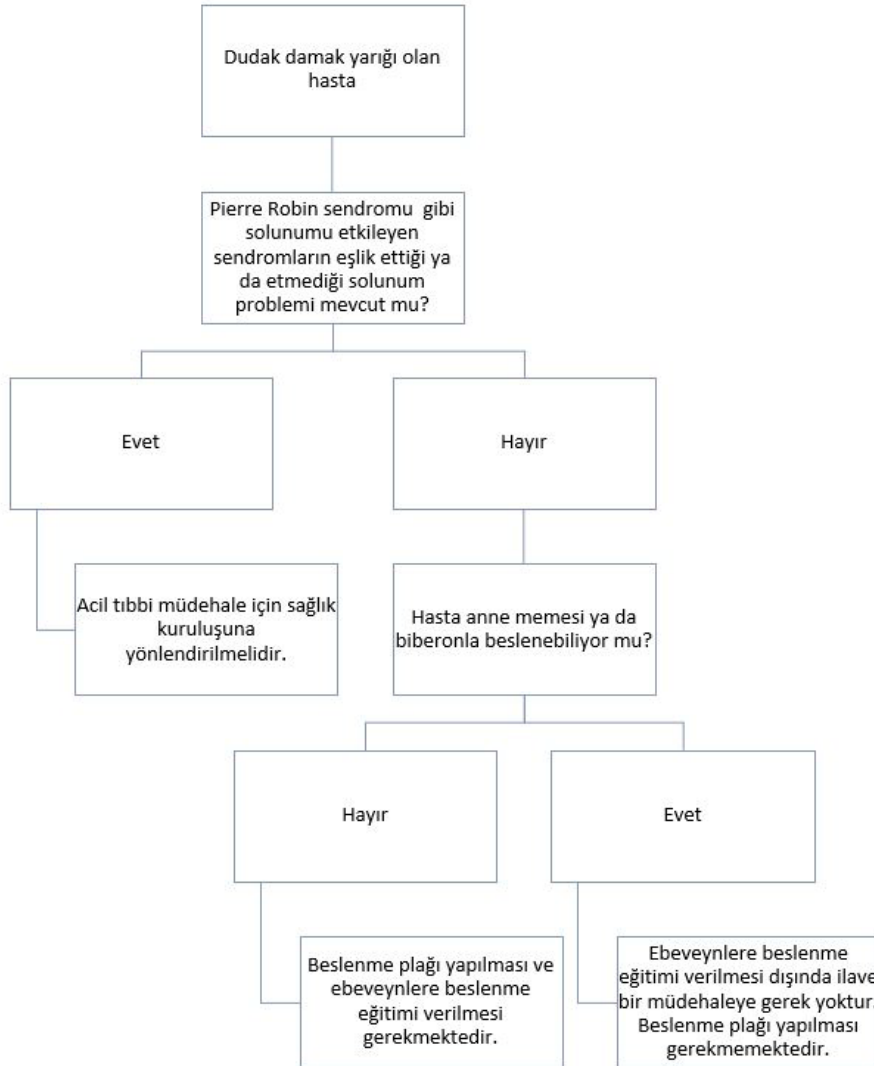 Dudak damak yarığı olan
hasta
Pierre Robin sendromu gibi
solunumu etkileyen
sendromların eşlik ettiği ya
da etmediği solunum
problemi mevcut mu?
Evet
Hayır
Acil tıbbi müdehale için sağlık
kuruluşuna
yönlendirilmelidir.
Hasta anne memesi ya da
biberonla beslenebiliyor mu?
Hayır
Evet
Beslenme plağı yapılması ve
ebeveynlere beslenme
eğitimi verilmesi
gerekmektedir.
Ebeveynlere beslenme
eğitimi verilmesi dışında ilave
bir müdehaleye gerek yoktur.
Beslenme plağı yapılması
gerekmemektedir.